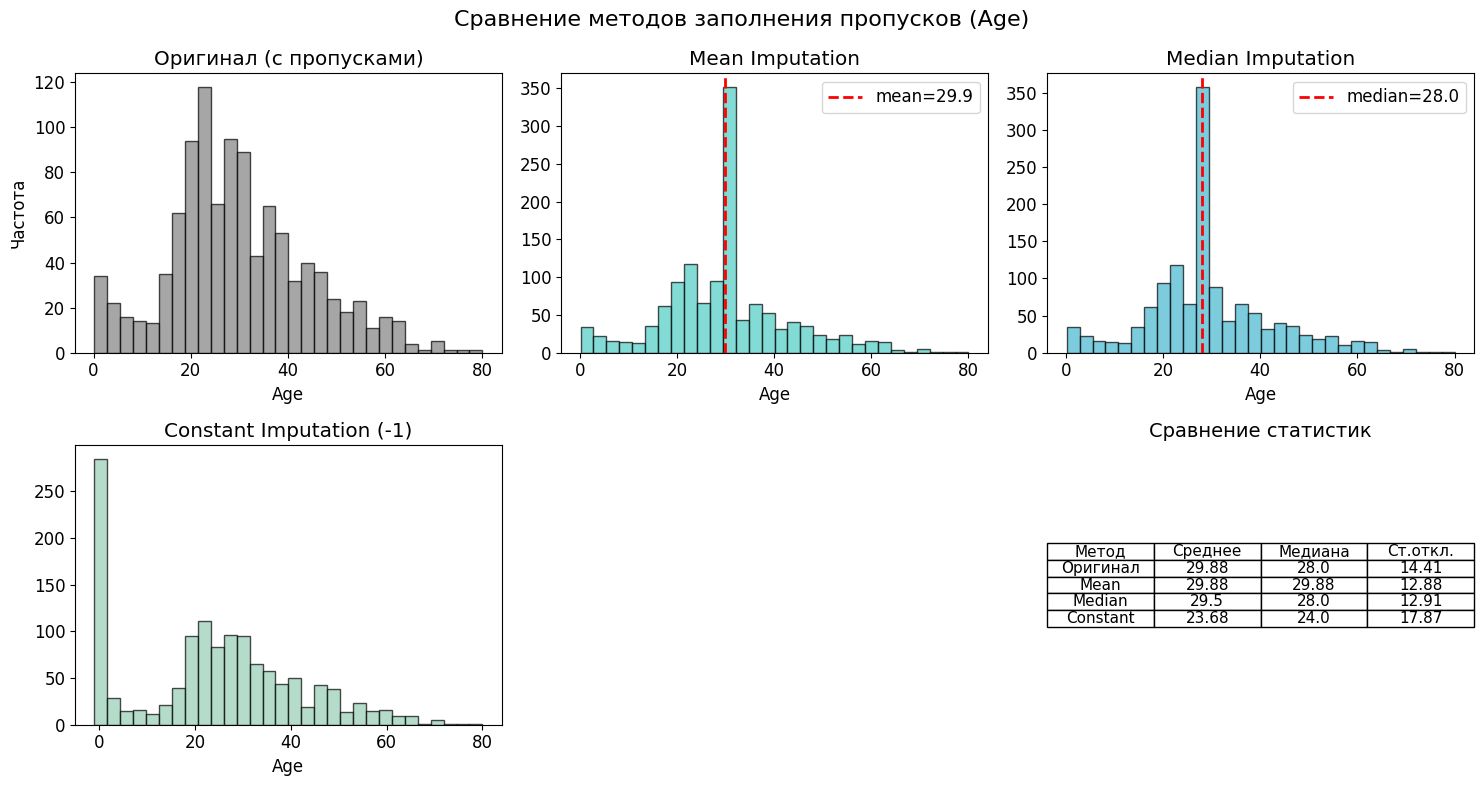 Сравнение методов заполнения пропусков (Age)
Оригинал (с пропусками)
120
100
80
60
40
20
0
Частота
0 20 40 60 80
Age
Mean Imputation
mean=29.9
350
300
250
200
150
100
50
0
0 20 40 60 80
Age
Median Imputation
median=28.0
350
300
250
200
150
100
50
0
0 20 40 60 80
Age
Constant Imputation (-1)
250
200
150
100
50
0
0 20 40 60 80
Age
Сравнение статистик
Метод Среднее Медиана Ст.откл.
Оригинал 29.88 28.0 14.41
Mean 29.88 29.88 12.88
Median 29.5 28.0 12.91
Constant 23.68 24.0 17.87